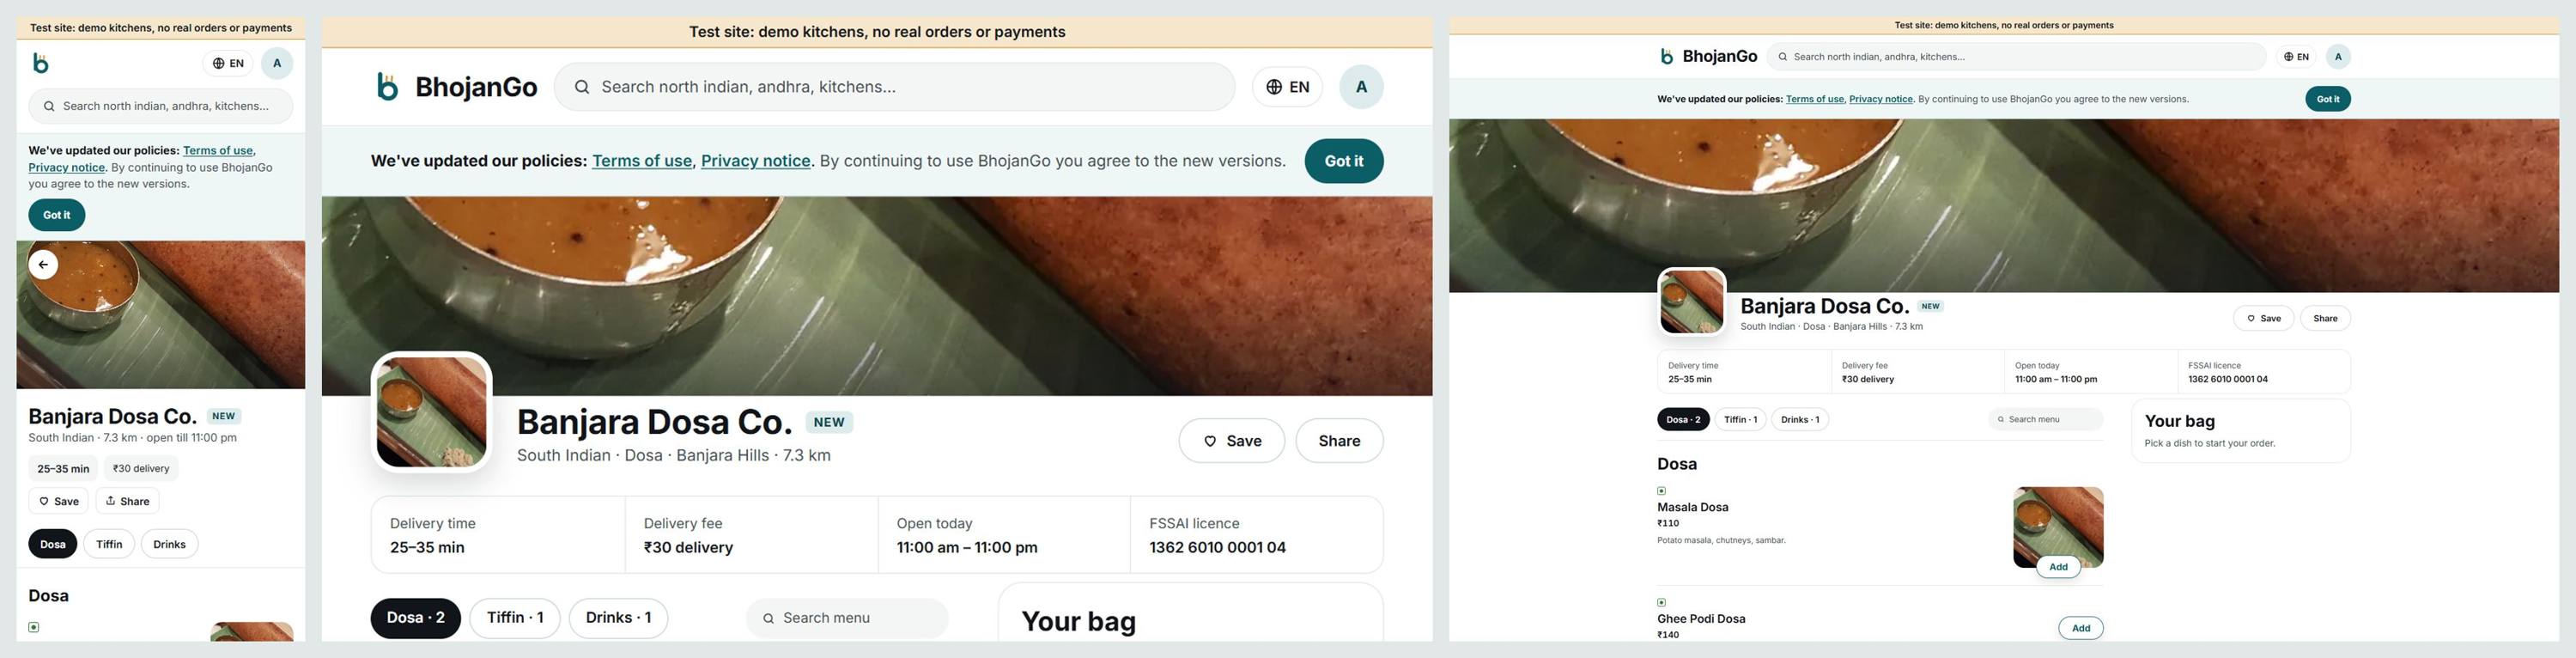 Test site: demo kitchens, no real orders or payments
EN
A
Search north indian, andhra, kitchens...
We've updated our policies: Terms of use,
Privacy notice. By continuing to use BhojanGo
you agree to the new versions.
Got it
Banjara Dosa Co. NEW
South Indian · 7.3 km · open till 11:00 pm
25–35 min
₹30 delivery
Save
Share
Dosa
Tiffin
Drinks
Dosa
Test site: demo kitchens, no real orders or payments
BhojanGo
Search north indian, andhra, kitchens...
EN
A
We've updated our policies: Terms of use, Privacy notice. By continuing to use BhojanGo you agree to the new versions.
Got it
Banjara Dosa Co. NEW
South Indian · Dosa · Banjara Hills · 7.3 km
Save
Share
Delivery time
25–35 min
Delivery fee
₹30 delivery
Open today
11:00 am – 11:00 pm
FSSAI licence
1362 6010 0001 04
Dosa · 2
Tiffin · 1
Drinks · 1
Search menu
Your bag
Test site: demo kitchens, no real orders or payments
BhojanGo
Search north indian, andhra, kitchens...
EN
A
We've updated our policies: Terms of use, Privacy notice. By continuing to use BhojanGo you agree to the new versions.
Got it
Banjara Dosa Co. NEW
South Indian · Dosa · Banjara Hills · 7.3 km
Save
Share
Delivery time
25–35 min
Delivery fee
₹30 delivery
Open today
11:00 am – 11:00 pm
FSSAI licence
1362 6010 0001 04
Dosa · 2
Tiffin · 1
Drinks · 1
Search menu
Your bag
Pick a dish to start your order.
Dosa
Masala Dosa
₹110
Potato masala, chutneys, sambar.
Add
Ghee Podi Dosa
₹140
Add